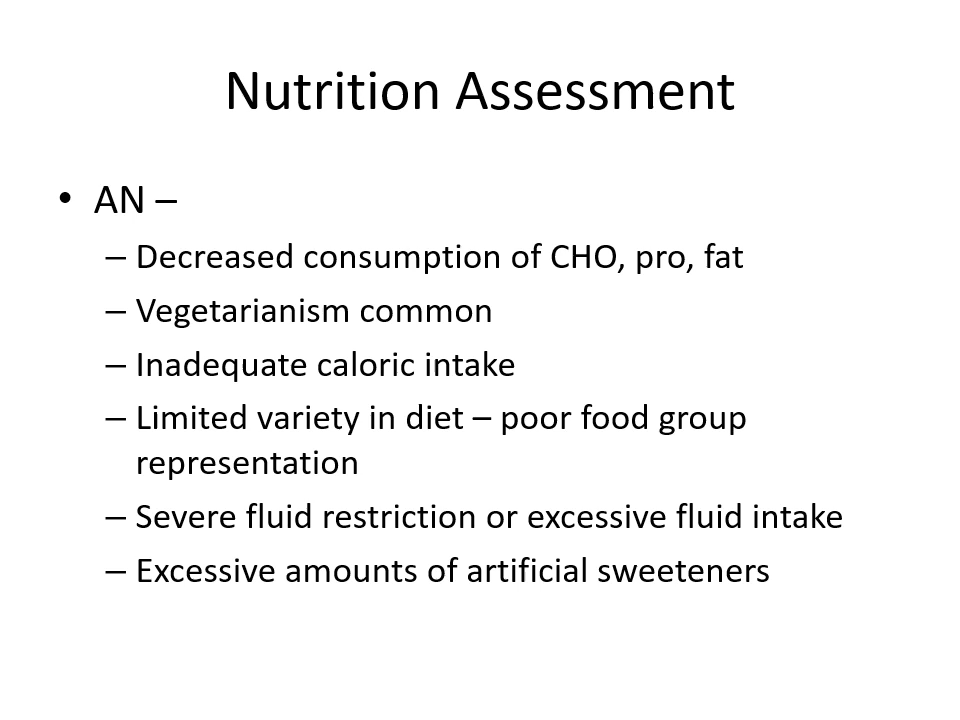 Nutrition Assessment
• AN –
– Decreased consumption of CHO, pro, fat
– Vegetarianism common
– Inadequate caloric intake
– Limited variety in diet – poor food group
representation
– Severe fluid restriction or excessive fluid intake
– Excessive amounts of artificial sweeteners